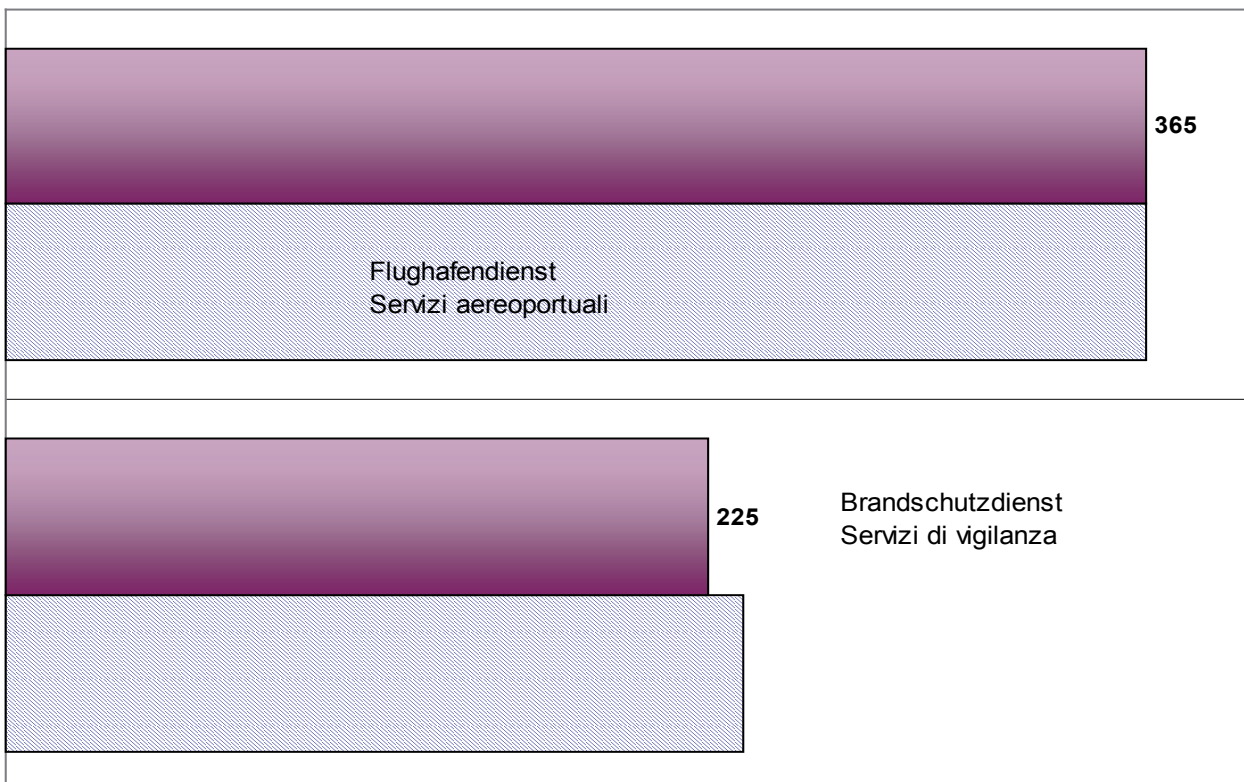 365
Flughafendienst
Servizi aereoportuali
225
Brandschutzdienst
Servizi di vigilanza